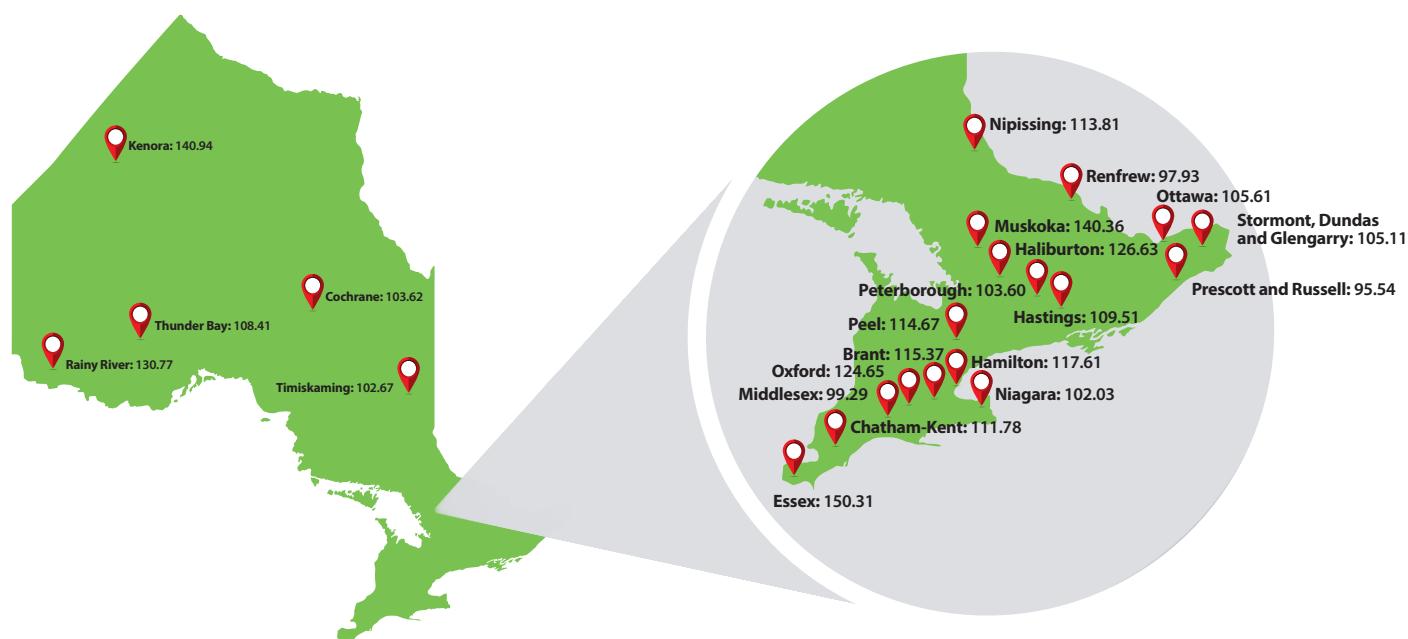 Kenora: 140.94
Cochrane: 103.62
Thunder Bay: 108.41
Rainy River: 130.77
Timiskaming: 102.67
Nipissing: 113.81
Renfrew: 97.93
Ottawa: 105.61
Stormont, Dundas
and Glengarry: 105.11
Muskoka: 140.36
Haliburton: 126.63
Peterborough: 103.60
Prescott and Russell: 95.54
Hastings: 109.51
Peel: 114.67
Brant: 115.37
Hamilton: 117.61
Oxford: 124.65
Middlesex: 99.29
Niagara: 102.03
Chatham-Kent: 111.78
Essex: 150.31